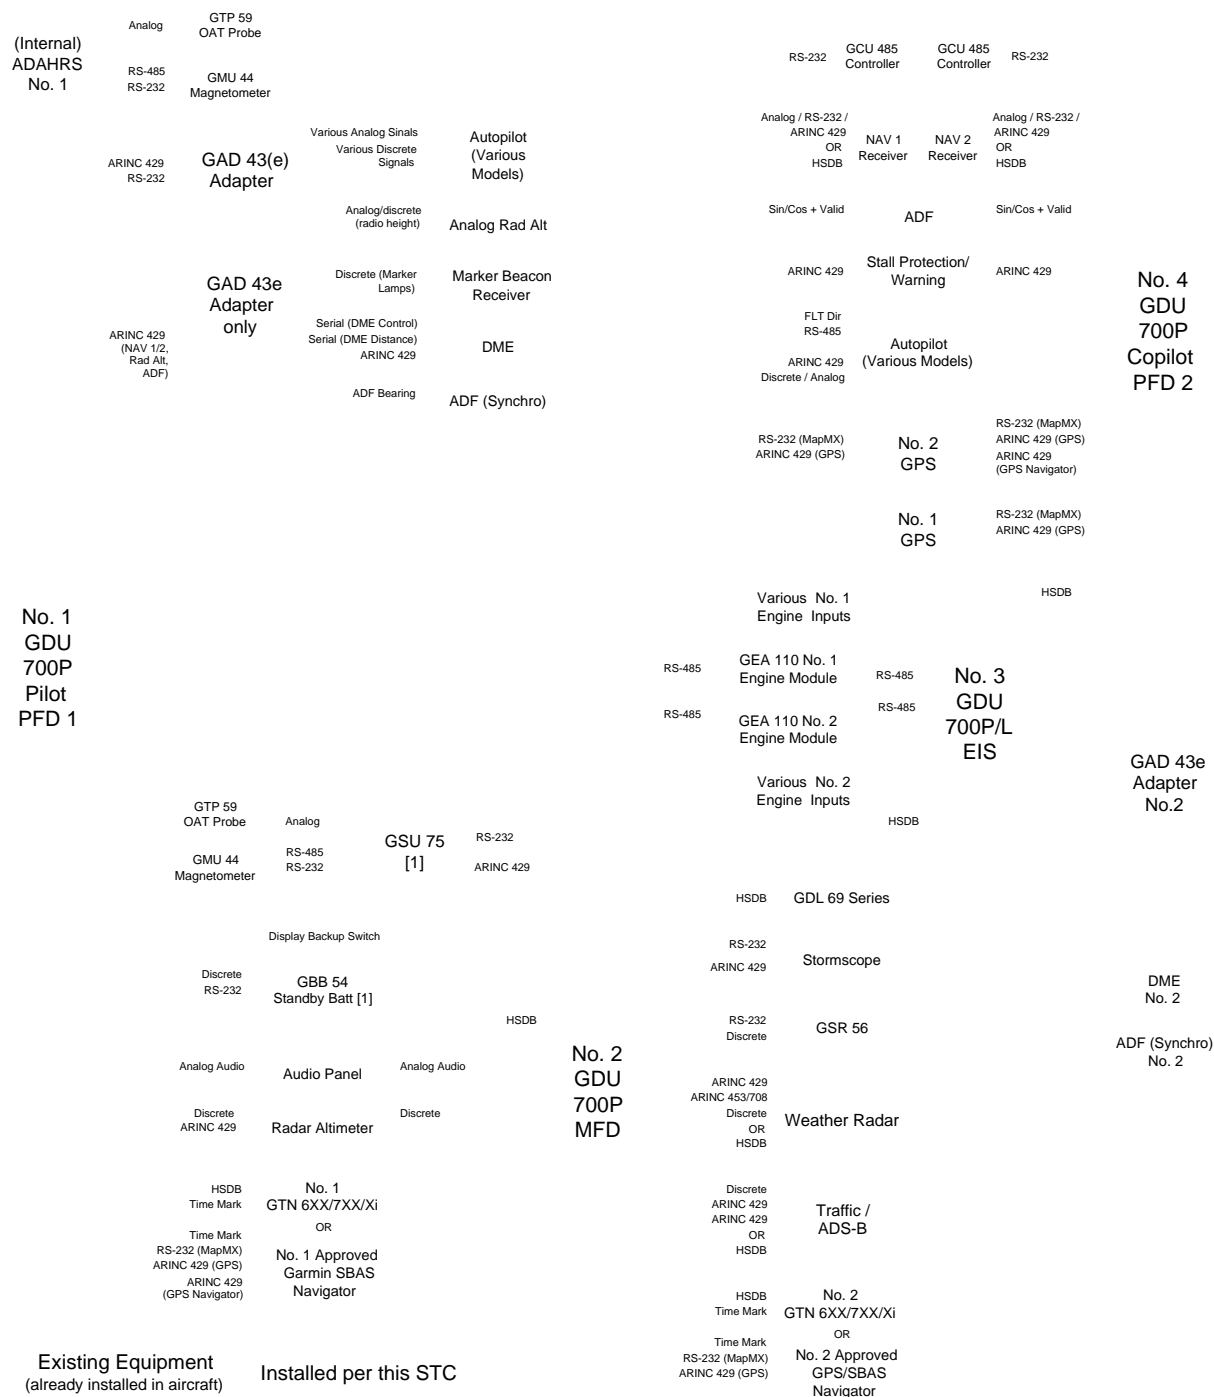 (Internal)
ADAHRS
No. 1
Analog
GTP 59
OAT Probe
RS-485
RS-232
GMU 44
Magnetometer
ARINC 429
RS-232
GAD 43(e)
Adapter
Various Analog Sinals
Various Discrete
Signals
Autopilot
(Various
Models)
Analog/discrete
(radio height)
Analog Rad Alt
GAD 43e
Adapter
only
Discrete (Marker
Lamps)
Marker Beacon
Receiver
ARINC 429
(NAV 1/2,
Rad Alt,
ADF)
Serial (DME Control)
Serial (DME Distance)
ARINC 429
DME
ADF Bearing
ADF (Synchro)
RS-232
GCU 485
Controller
GCU 485
Controller
RS-232
Analog / RS-232 /
ARINC 429
OR
HSDB
NAV 1
Receiver
NAV 2
Receiver
Analog / RS-232 /
ARINC 429
OR
HSDB
Sin/Cos + Valid
ADF
Sin/Cos + Valid
ARINC 429
Stall Protection/
Warning
ARINC 429
FLT Dir
RS-485
ARINC 429
Discrete / Analog
Autopilot
(Various Models)
No. 4
GDU
700P
Copilot
PFD 2
RS-232 (MapMX)
ARINC 429 (GPS)
No. 2
GPS
RS-232 (MapMX)
ARINC 429 (GPS)
ARINC 429
(GPS Navigator)
No. 1
GPS
RS-232 (MapMX)
ARINC 429 (GPS)
No. 1
GDU
700P
Pilot
PFD 1
Various No. 1
Engine Inputs
HSDB
RS-485
GEA 110 No. 1
Engine Module
RS-485
RS-485
GEA 110 No. 2
Engine Module
RS-485
No. 3
GDU
700P/L
EIS
Various No. 2
Engine Inputs
HSDB
GAD 43e
Adapter
No.2
GTP 59
OAT Probe
Analog
GMU 44
Magnetometer
RS-485
RS-232
GSU 75
[1]
RS-232
ARINC 429
Display Backup Switch
Discrete
RS-232
GBB 54
Standby Batt [1]
HSDB
Analog Audio
Audio Panel
Analog Audio
Discrete
ARINC 429
Radar Altimeter
Discrete
No. 2
GDU
700P
MFD
HSDB
Time Mark
No. 1
GTN 6XX/7XX/Xi
OR
Time Mark
RS-232 (MapMX)
ARINC 429 (GPS)
ARINC 429
(GPS Navigator)
No. 1 Approved
Garmin SBAS
Navigator
HSDB
GDL 69 Series
RS-232
ARINC 429
Stormscope
RS-232
Discrete
GSR 56
ARINC 429
ARINC 453/708
Discrete
OR
HSDB
Weather Radar
Discrete
ARINC 429
ARINC 429
OR
HSDB
Traffic /
ADS-B
HSDB
Time Mark
No. 2
GTN 6XX/7XX/Xi
OR
Time Mark
RS-232 (MapMX)
ARINC 429 (GPS)
No. 2 Approved
GPS/SBAS
Navigator
DME
No. 2
ADF (Synchro)
No. 2
Existing Equipment
(already installed in aircraft)
Installed per this STC